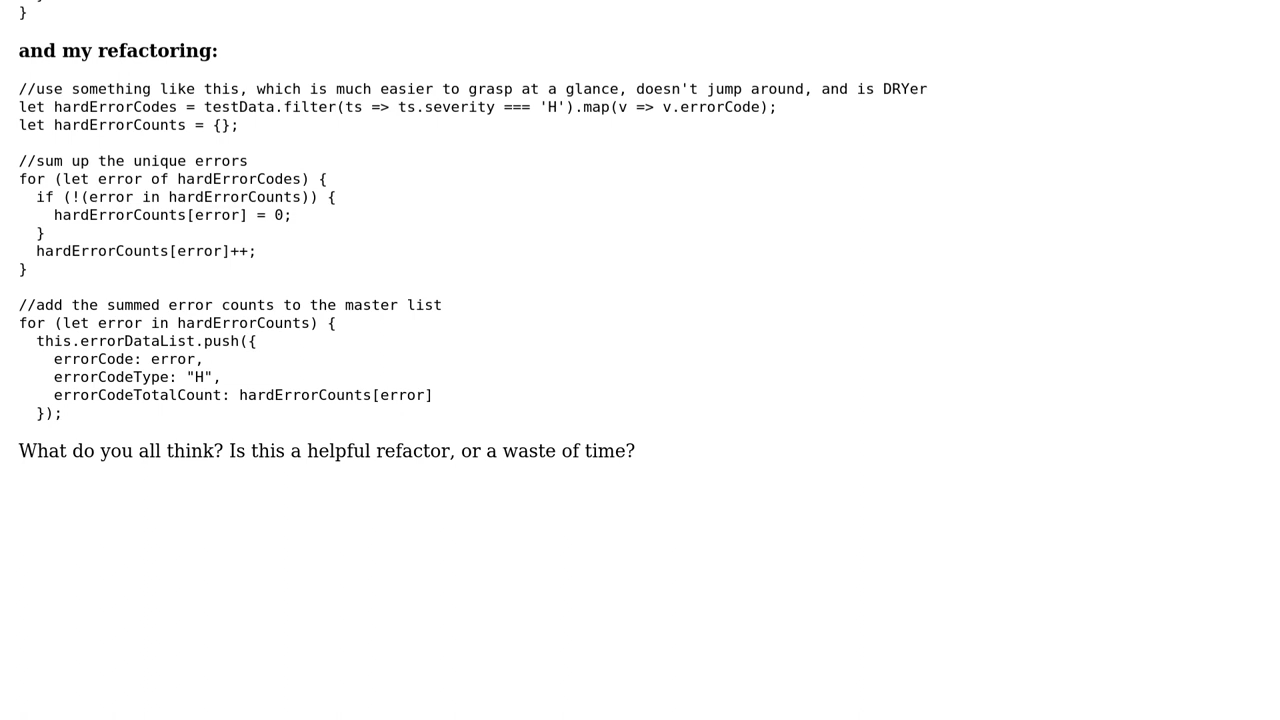 }
and my refactoring:
//use something like this, which is much easier to grasp at a glance, doesn't jump around, and is DRYer
let hardErrorCodes = testData.filter(ts => ts.severity === 'H').map(v => v.errorCode);
let hardErrorCounts = {};
//sum up the unique errors
for (let error of hardErrorCodes) {
  if (!(error in hardErrorCounts)) {
    hardErrorCounts[error] = 0;
  }
  hardErrorCounts[error]++;
}
//add the summed error counts to the master list
for (let error in hardErrorCounts) {
  this.errorDataList.push({
    errorCode: error,
    errorCodeType: "H",
    errorCodeTotalCount: hardErrorCounts[error]
  });
What do you all think? Is this a helpful refactor, or a waste of time?